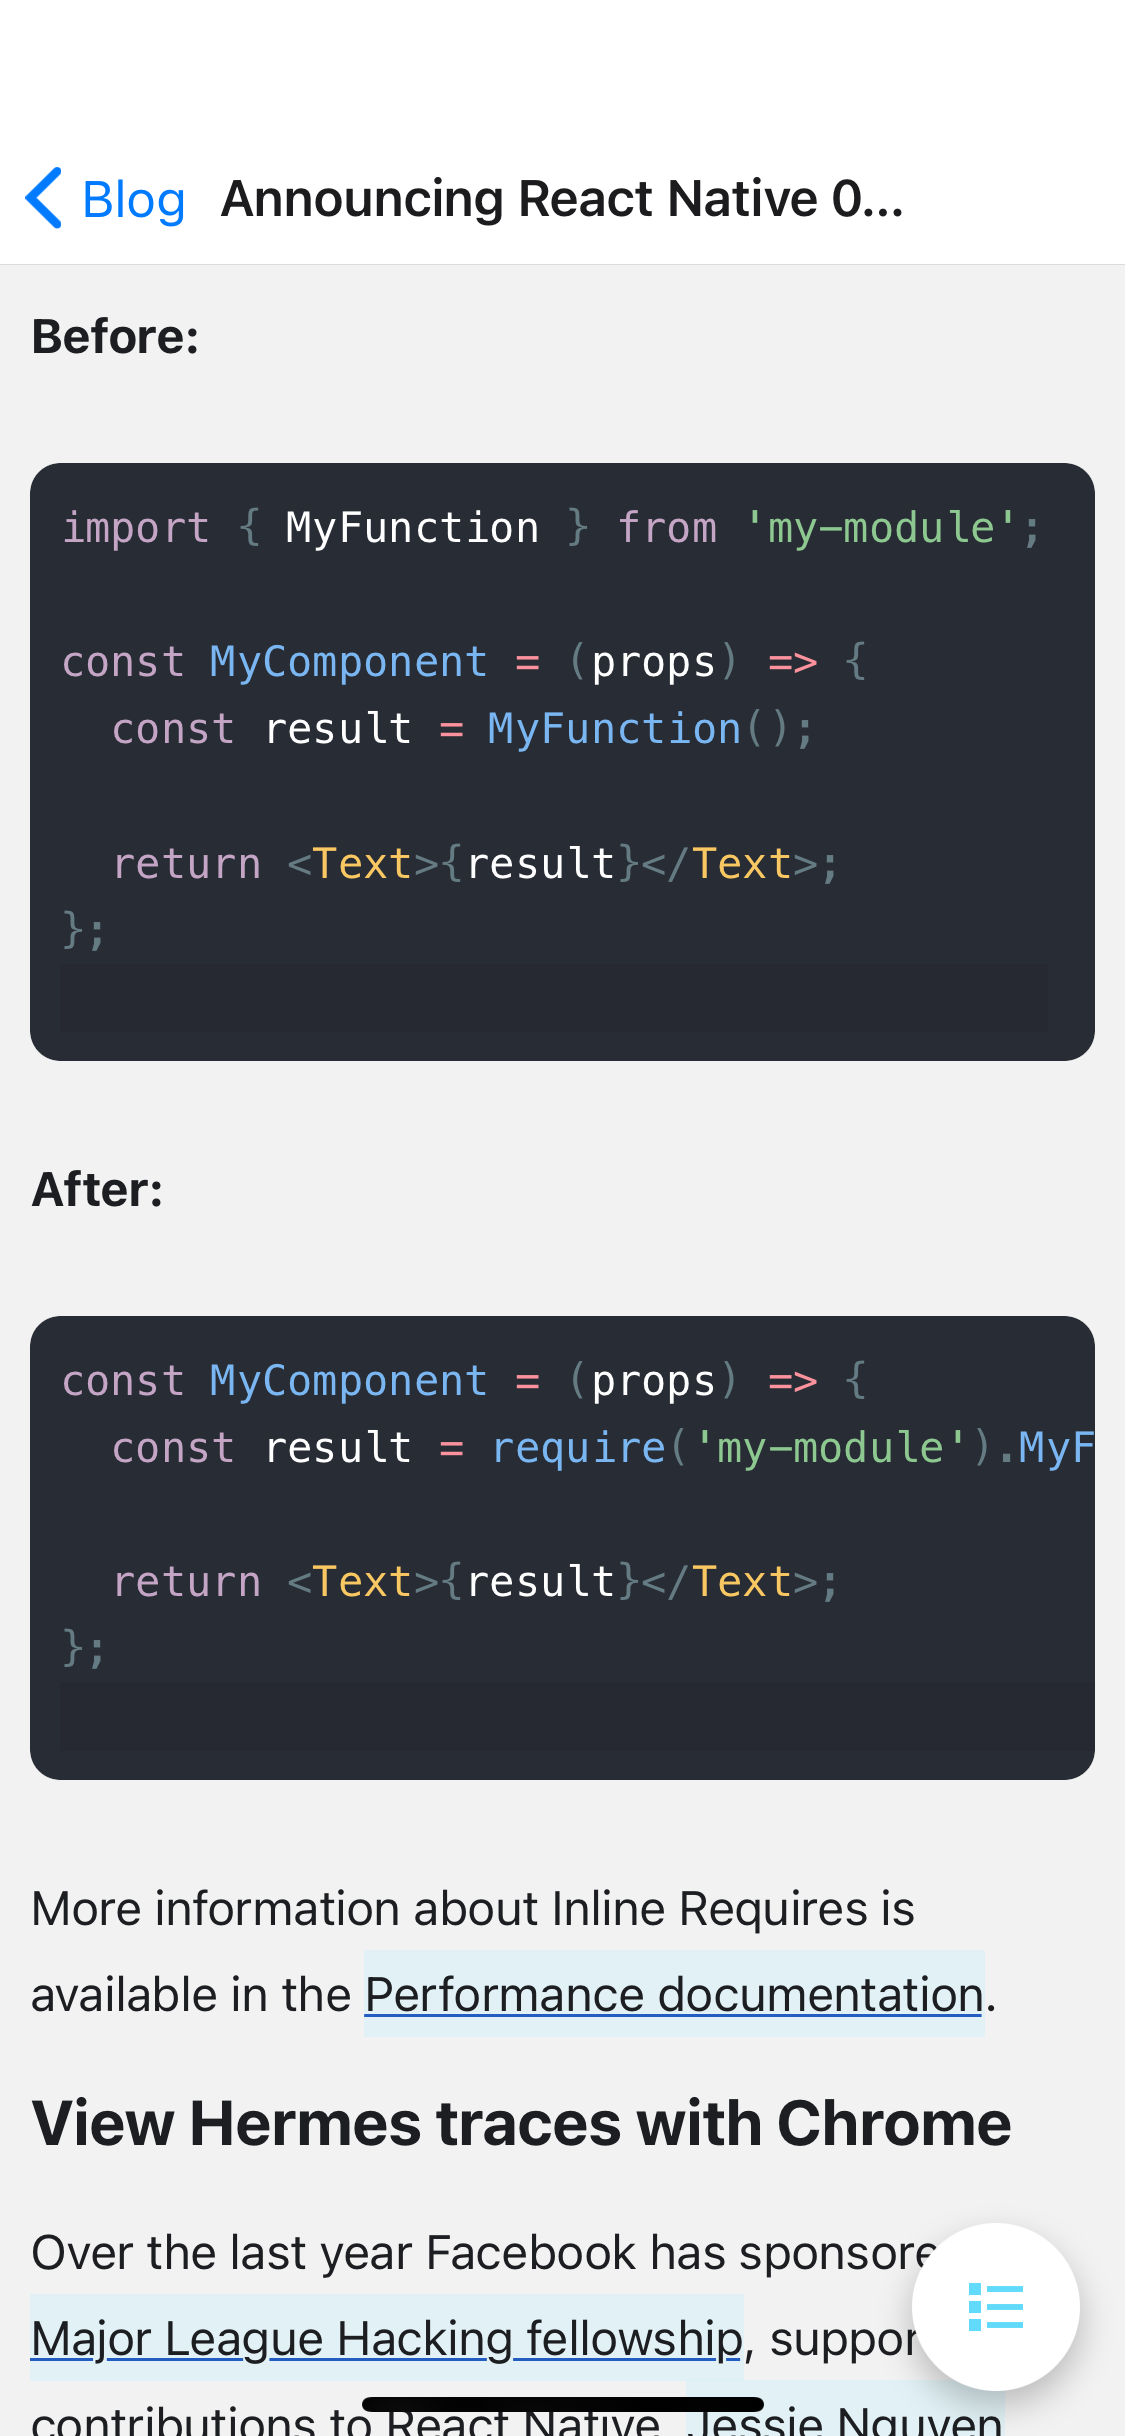 Blog Announcing React Native 0...
Before:
import { MyFunction } from 'my-module';
const MyComponent = (props) => {
  const result = MyFunction();
  return <Text>{result}</Text>;
};
After:
const MyComponent = (props) => {
  const result = require('my-module').MyF
  return <Text>{result}</Text>;
};
More information about Inline Requires is
available in the Performance documentation.
View Hermes traces with Chrome
Over the last year Facebook has sponsore
Major League Hacking fellowship, suppor
contributions to React Native. Jessie Nguyen